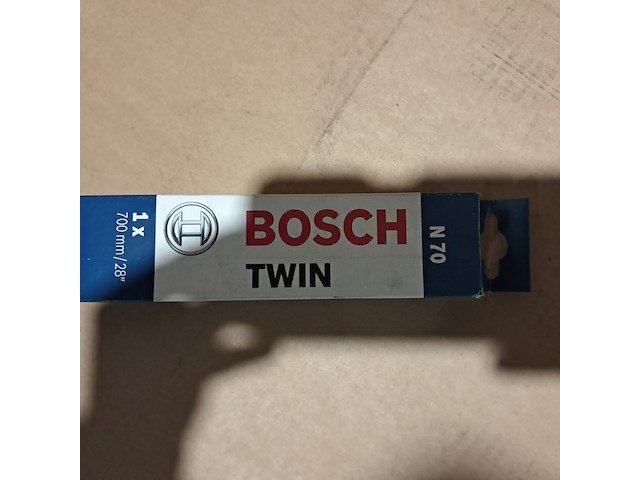 1 x
700 mm / 28"
BOSCH
TWIN
N 70